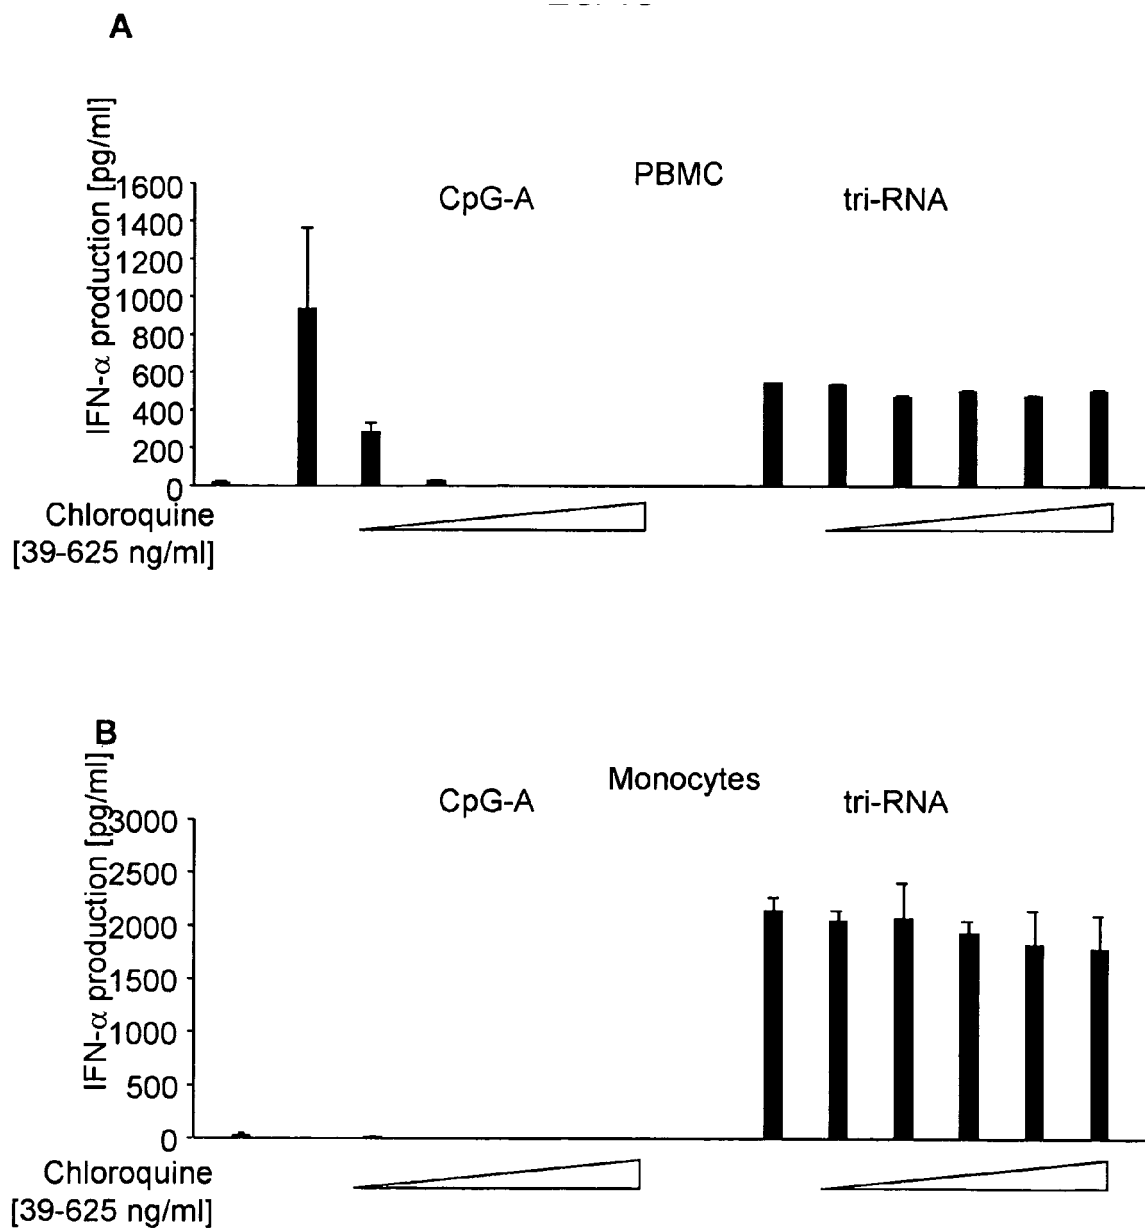 A
IFN-α production [pg/ml]
PBMC
CpG-A
tri-RNA
1600
1400
1200
1000
800
600
400
200
0
Chloroquine
[39-625 ng/ml]
B
IFN-α production [pg/ml]
Monocytes
CpG-A
tri-RNA
3000
2500
2000
1500
1000
500
0
Chloroquine
[39-625 ng/ml]